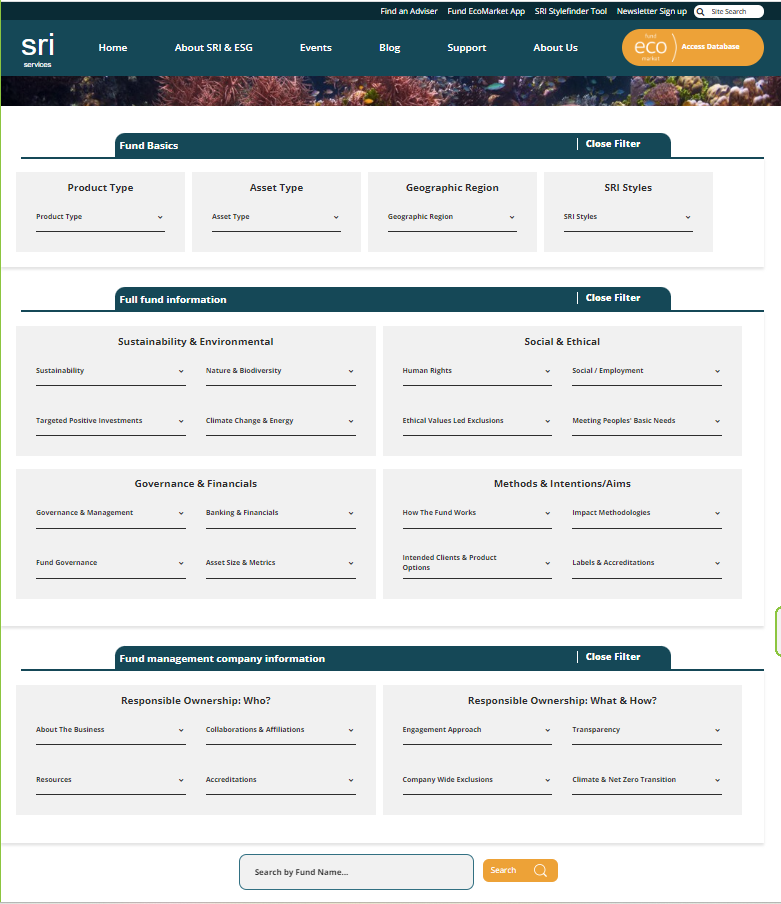 Find an Adviser Fund EcoMarket App SRI Stylefinder Tool Newsletter Sign up Site Search
sri
services
Home About SRI & ESG Events Blog Support About Us
fund
eco
market
Access Database
Fund Basics Close Filter
Product Type Asset Type Geographic Region SRI Styles
Product Type Asset Type Geographic Region SRI Styles
Full fund information Close Filter
Sustainability & Environmental Social & Ethical
Sustainability Nature & Biodiversity Human Rights Social / Employment
Targeted Positive Investments Climate Change & Energy Ethical Values Led Exclusions Meeting Peoples' Basic Needs
Governance & Financials Methods & Intentions/Aims
Governance & Management Banking & Financials How The Fund Works Impact Methodologies
Fund Governance Asset Size & Metrics Intended Clients & Product
Options Labels & Accreditations
Fund management company information Close Filter
Responsible Ownership: Who? Responsible Ownership: What & How?
About The Business Collaborations & Affiliations Engagement Approach Transparency
Resources Accreditations Company Wide Exclusions Climate & Net Zero Transition
Search by Fund Name... Search